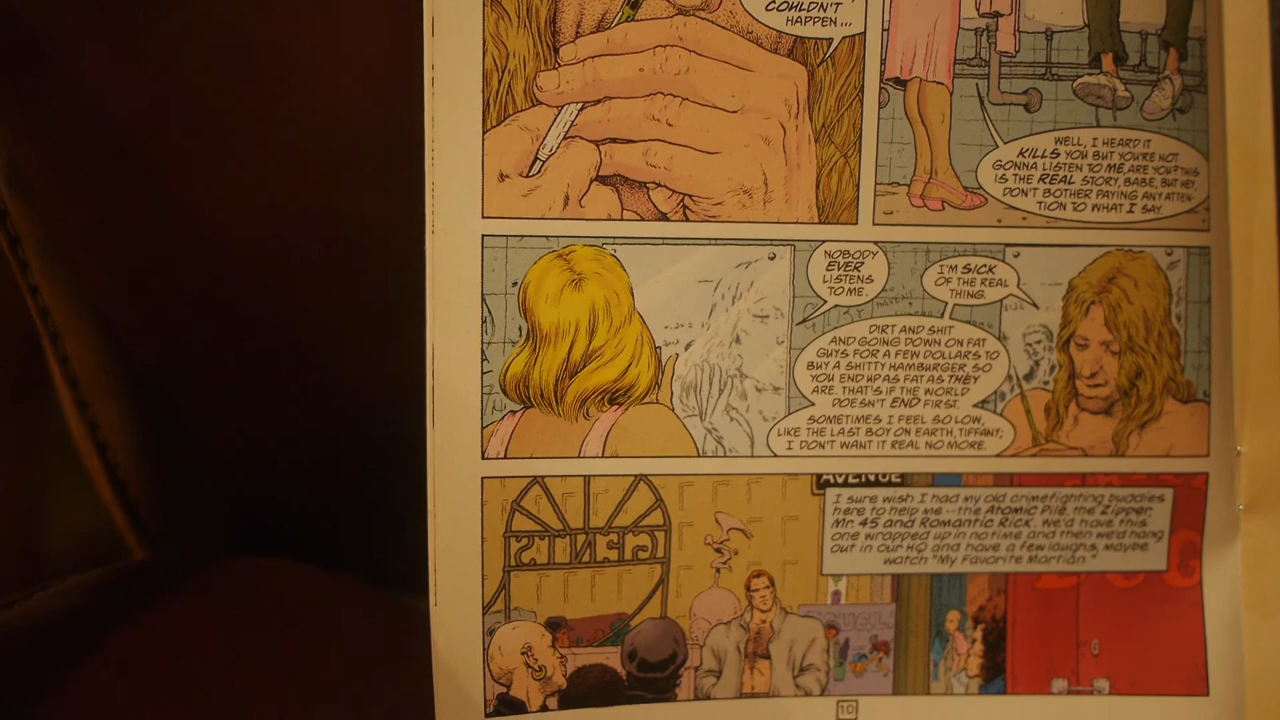 COULDN'T
HAPPEN...
WELL, I HEARD IT
KILLS YOU BUT YOU'RE NOT
GONNA LISTEN TO ME, ARE YOU? THIS
IS THE REAL STORY, BABE, BUT HEY,
DON'T BOTHER PAYING ANY ATTEN-
TION TO WHAT I SAY.
NOBODY
EVER
LISTENS
TO ME.
I'M SICK
OF THE REAL
THING.
DIRT AND SHIT
AND GOING DOWN ON FAT
GUYS FOR A FEW DOLLARS TO
BUY A SHITTY HAMBURGER, SO
YOU END UP AS FAT AS THEY
ARE. THAT'S IF THE WORLD
DOESN'T END FIRST.
SOMETIMES I FEEL SO LOW,
LIKE THE LAST BOY ON EARTH, TIFFANY;
I DON'T WANT IT REAL NO MORE.
AVENUE
I sure wish I had my old crimefighting buddies
here to help me -- the Atomic Pile, the Zipper,
Mr. 45 and Romantic Rick. We'd have this
one wrapped up in no time and then we'd hang
out in our HQ and have a few laughs, maybe
watch "My Favorite Martian."
GENIUS
10